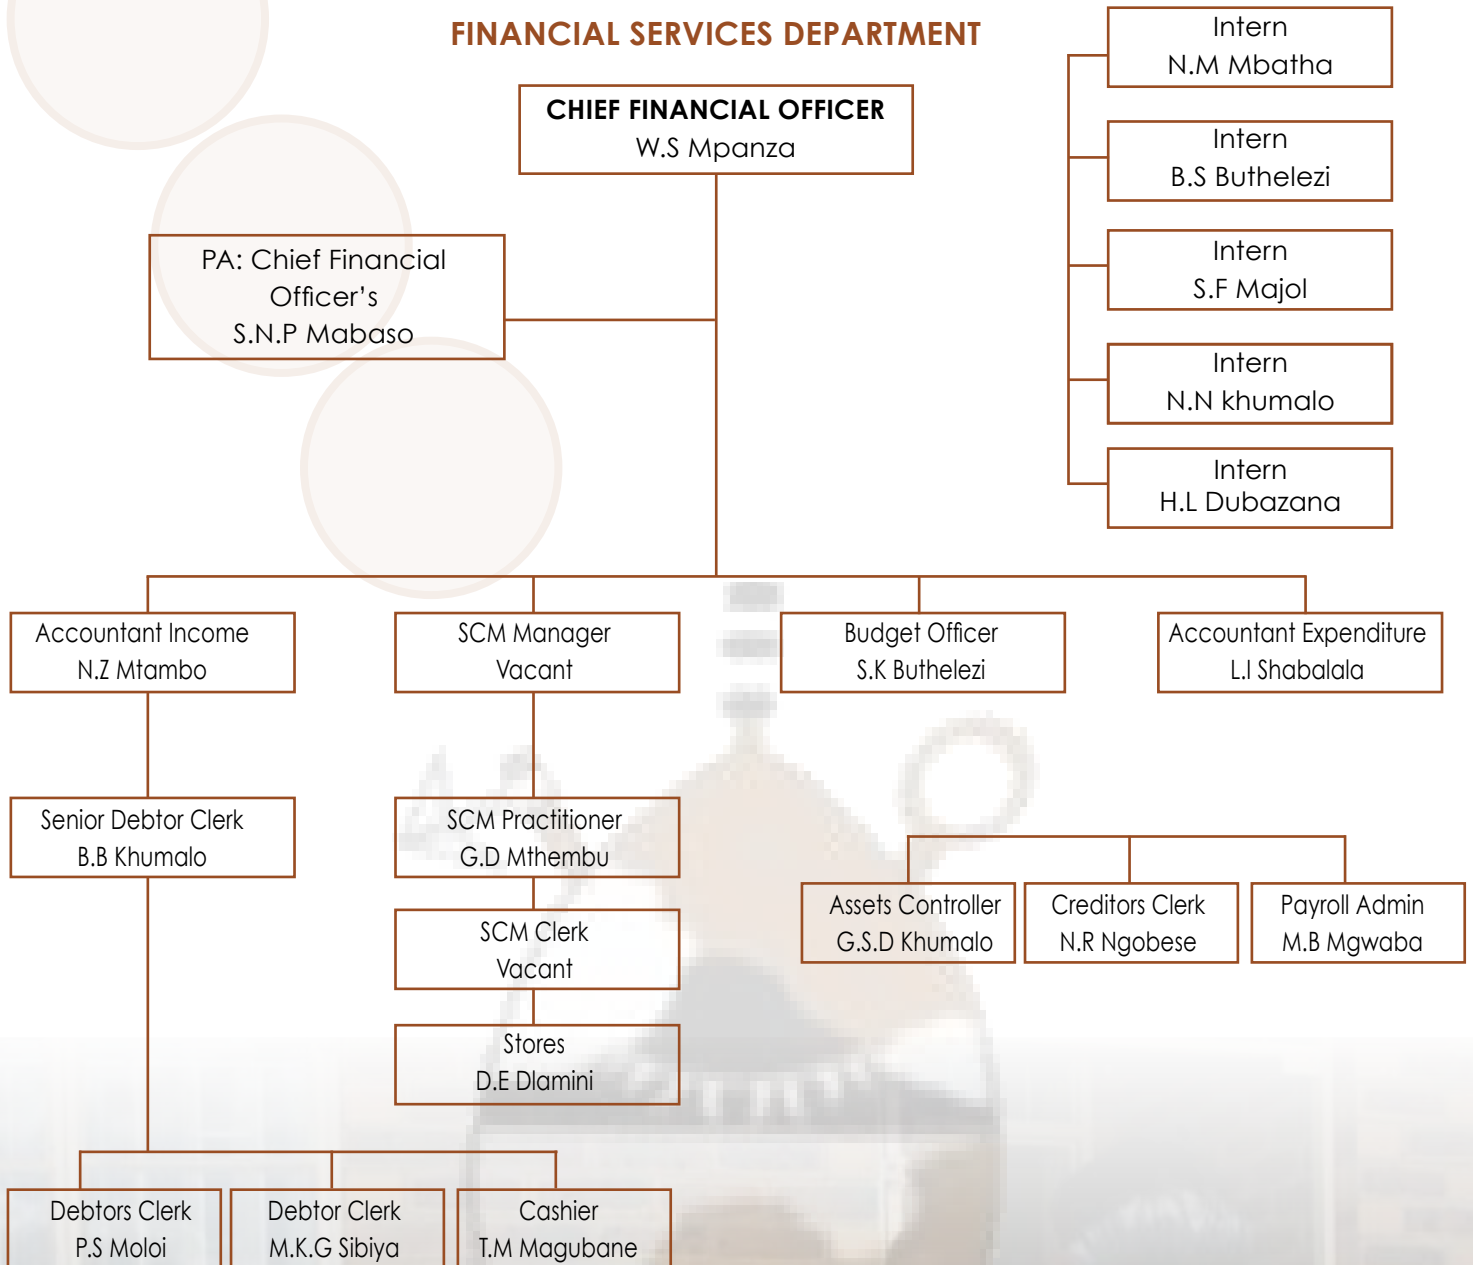 FINANCIAL SERVICES DEPARTMENT
CHIEF FINANCIAL OFFICER
W.S Mpanza
PA: Chief Financial
Officer’s
S.N.P Mabaso
Intern
N.M Mbatha
Intern
B.S Buthelezi
Intern
S.F Majol
Intern
N.N khumalo
Intern
H.L Dubazana
Accountant Income
N.Z Mtambo
SCM Manager
Vacant
Budget Officer
S.K Buthelezi
Accountant Expenditure
L.I Shabalala
Senior Debtor Clerk
B.B Khumalo
SCM Practitioner
G.D Mthembu
SCM Clerk
Vacant
Stores
D.E Dlamini
Assets Controller
G.S.D Khumalo
Creditors Clerk
N.R Ngobese
Payroll Admin
M.B Mgwaba
Debtors Clerk
P.S Moloi
Debtor Clerk
M.K.G Sibiya
Cashier
T.M Magubane